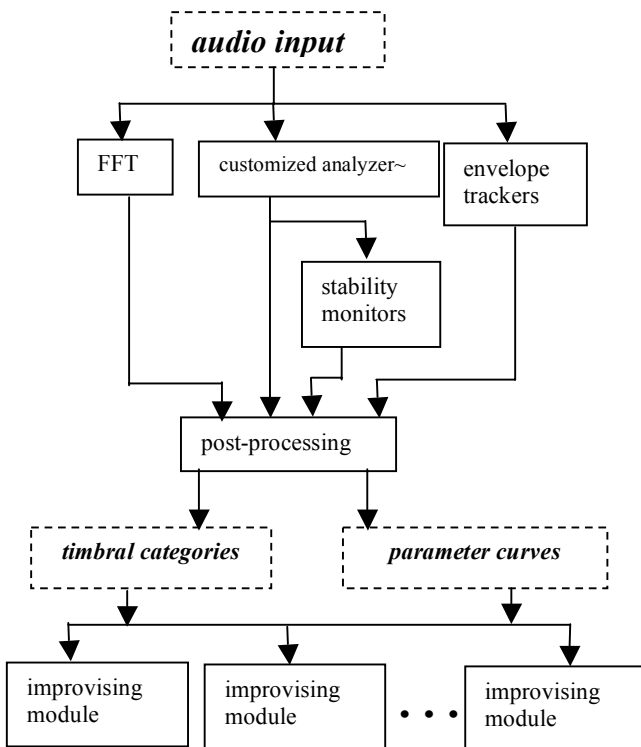 audio input
FFT
customized analyzer~
envelope
trackers
stability
monitors
post-processing
timbral categories
parameter curves
improvising
module
improvising
module
• • •
improvising
module